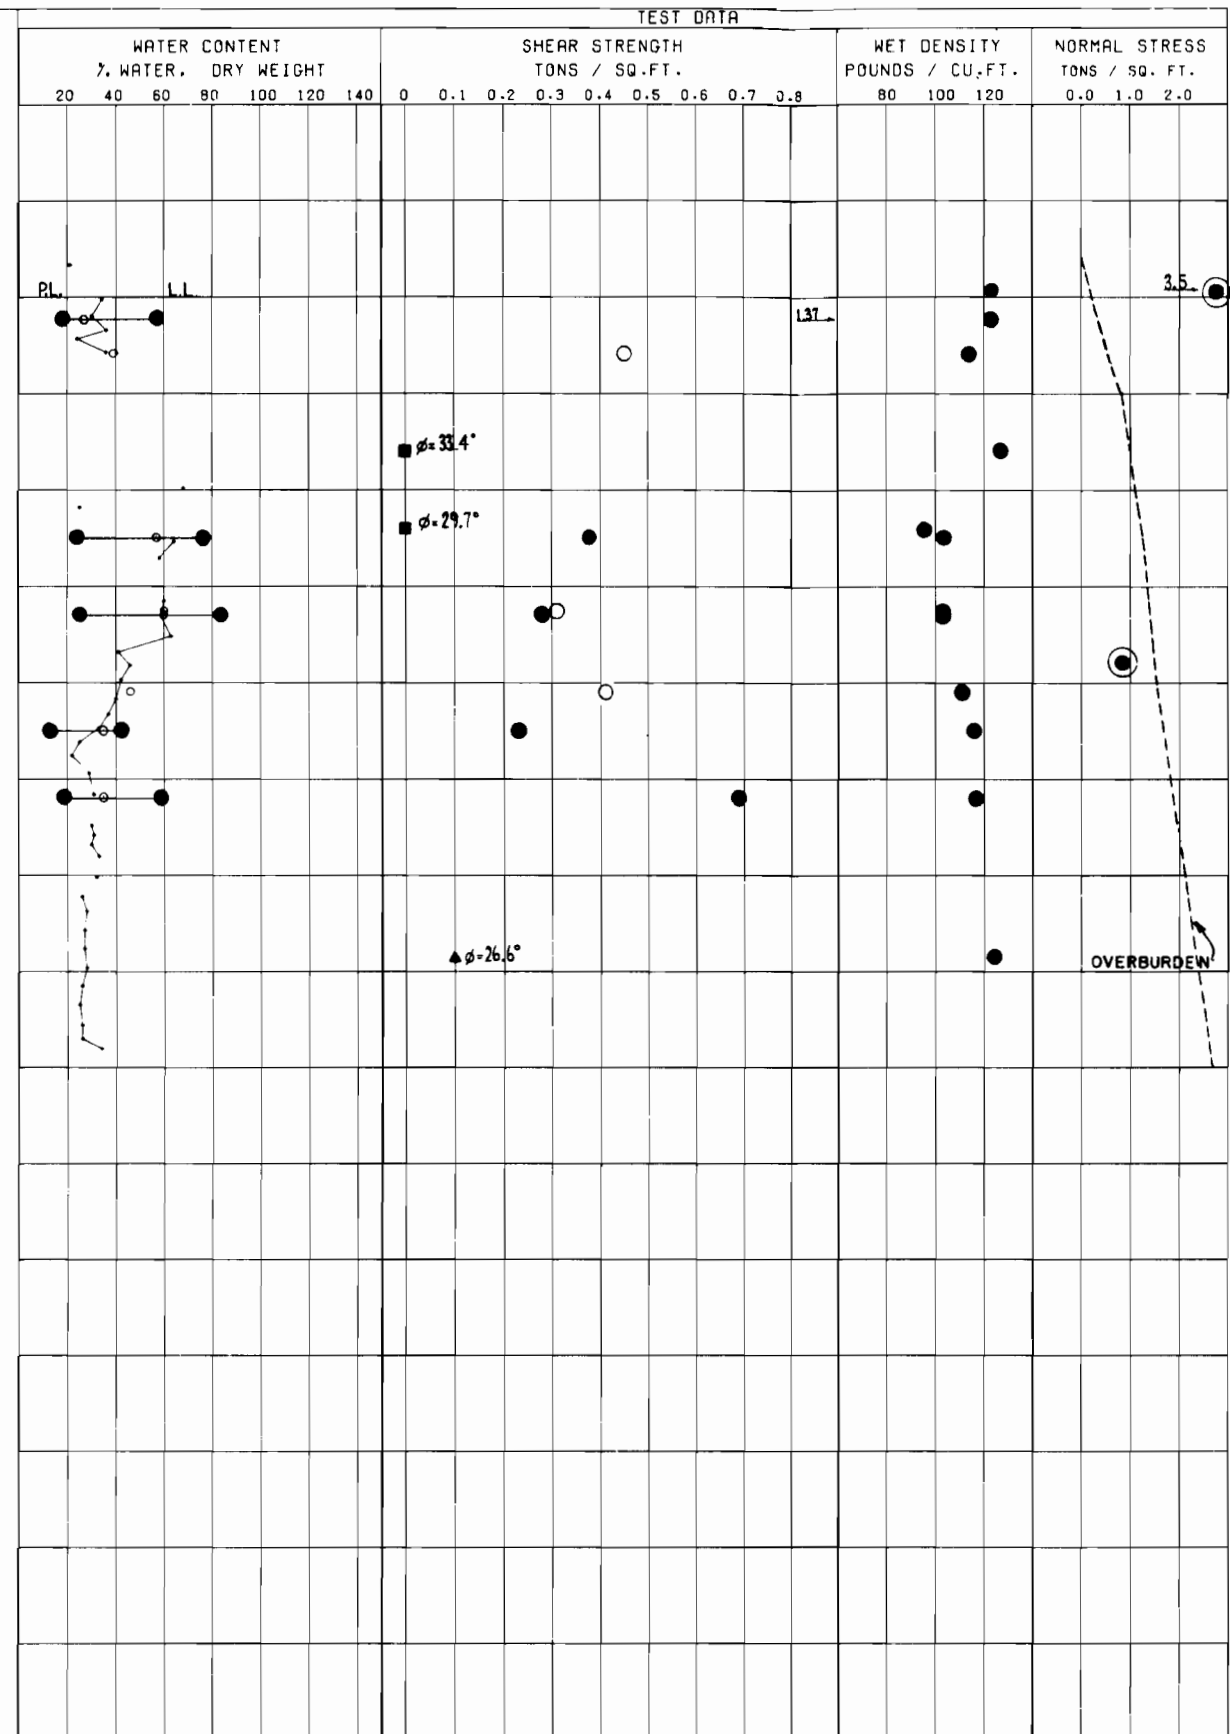 TEST DATA
WATER CONTENT
% WATER, DRY WEIGHT
20 40 60 80 100 120 140
SHEAR STRENGTH
TONS / SQ.FT.
0 0.1 0.2 0.3 0.4 0.5 0.6 0.7 0.8
WET DENSITY
POUNDS / CU.FT.
80 100 120
NORMAL STRESS
TONS / SQ. FT.
0.0 1.0 2.0
P.L. L.L.
3.5
1.37
ø=33.4°
ø=29.7°
ø=26.6°
OVERBURDEN